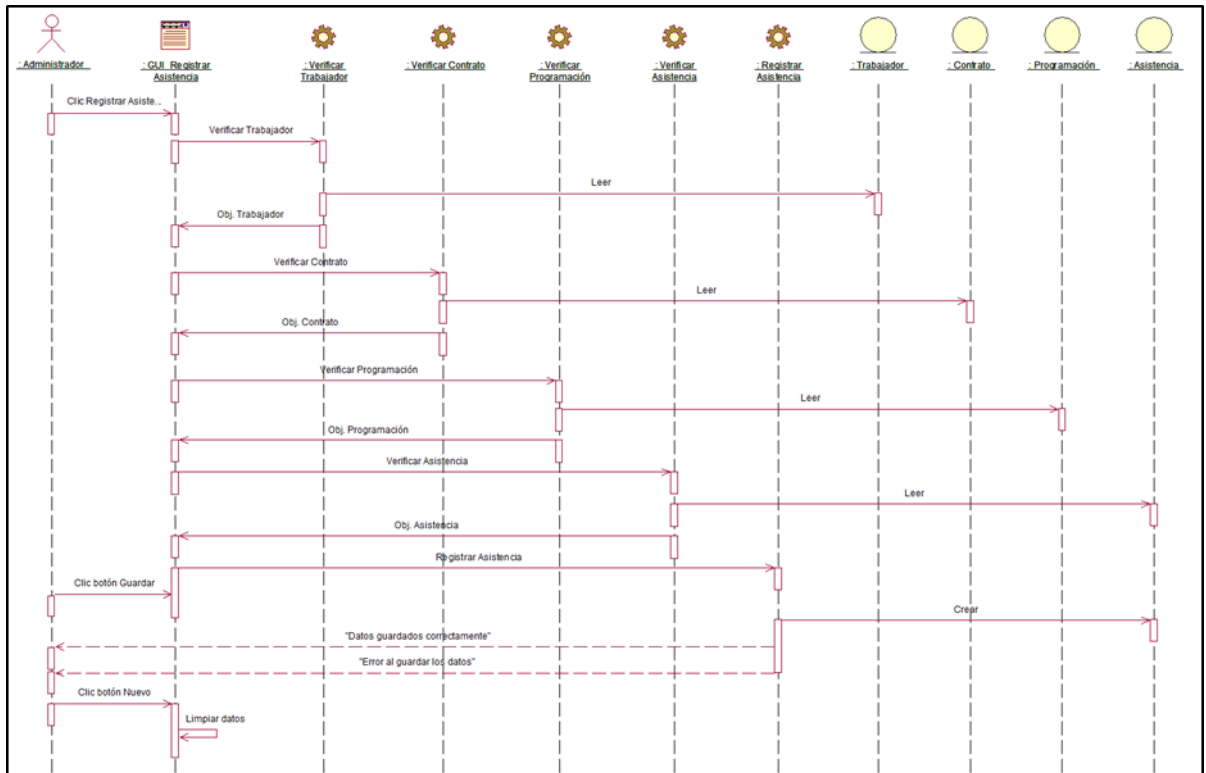 : Administrador
: GUI_Registrar
Asistencia
: Verificar
Trabajador
: Verificar Contrato
: Verificar
Programación
: Verificar
Asistencia
: Registrar
Asistencia
: Trabajador
: Contrato
: Programación
: Asistencia
Clic Registrar Asiste...
Verificar Trabajador
Leer
Obj. Trabajador
Verificar Contrato
Leer
Obj. Contrato
Verificar Programación
Leer
Obj. Programación
Verificar Asistencia
Leer
Obj. Asistencia
Registrar Asistencia
Clic botón Guardar
Crear
"Datos guardados correctamente"
"Error al guardar los datos"
Clic botón Nuevo
Limpiar datos